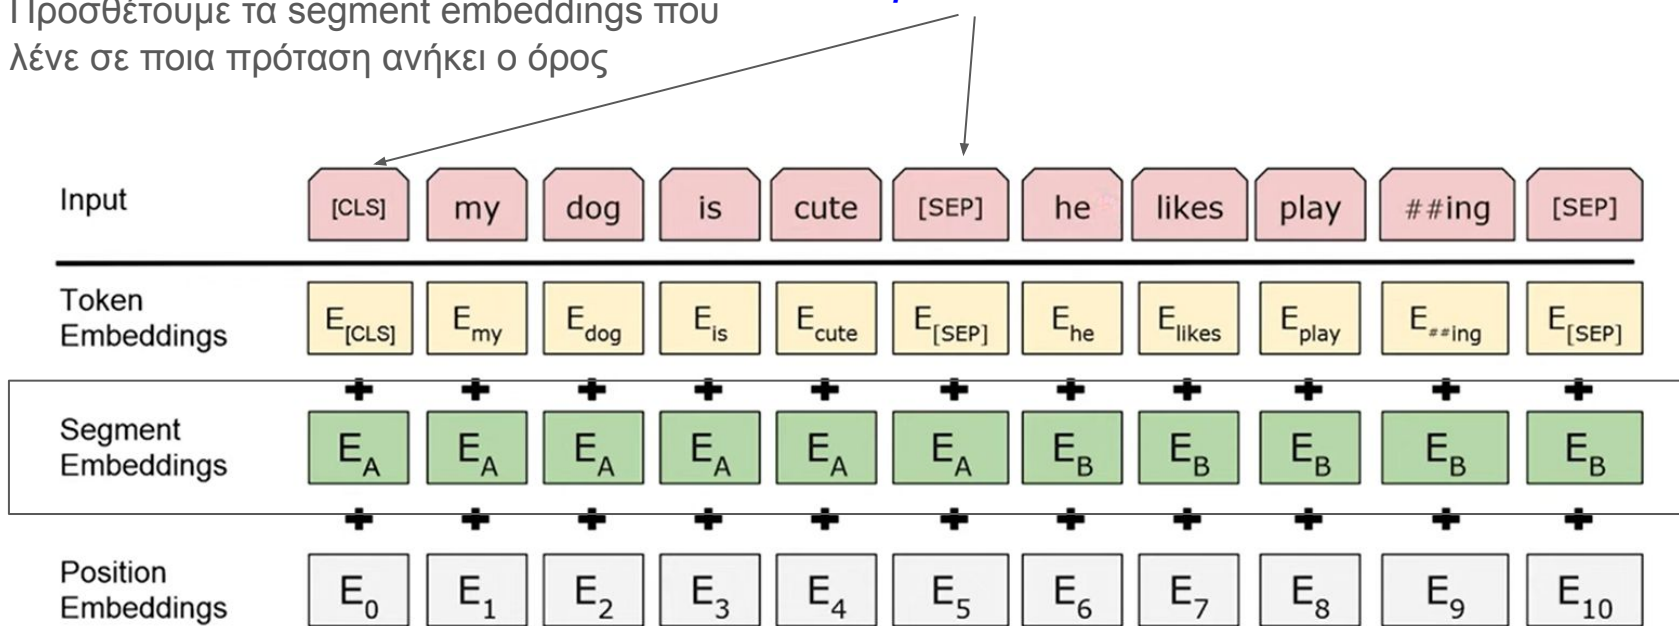 Προσθέτουμε τα segment embeddings που
λένε σε ποια πρόταση ανήκει ο όρος
Input [CLS] my dog is cute [SEP] he likes play ##ing [SEP]
Token
Embeddings
E[CLS] Emy Edog Eis Ecute E[SEP] Ehe Elikes Eplay E##ing E[SEP]
+ + + + + + + + + + +
Segment
Embeddings
EA EA EA EA EA EA EB EB EB EB EB
+ + + + + + + + + + +
Position
Embeddings
E0 E1 E2 E3 E4 E5 E6 E7 E8 E9 E10